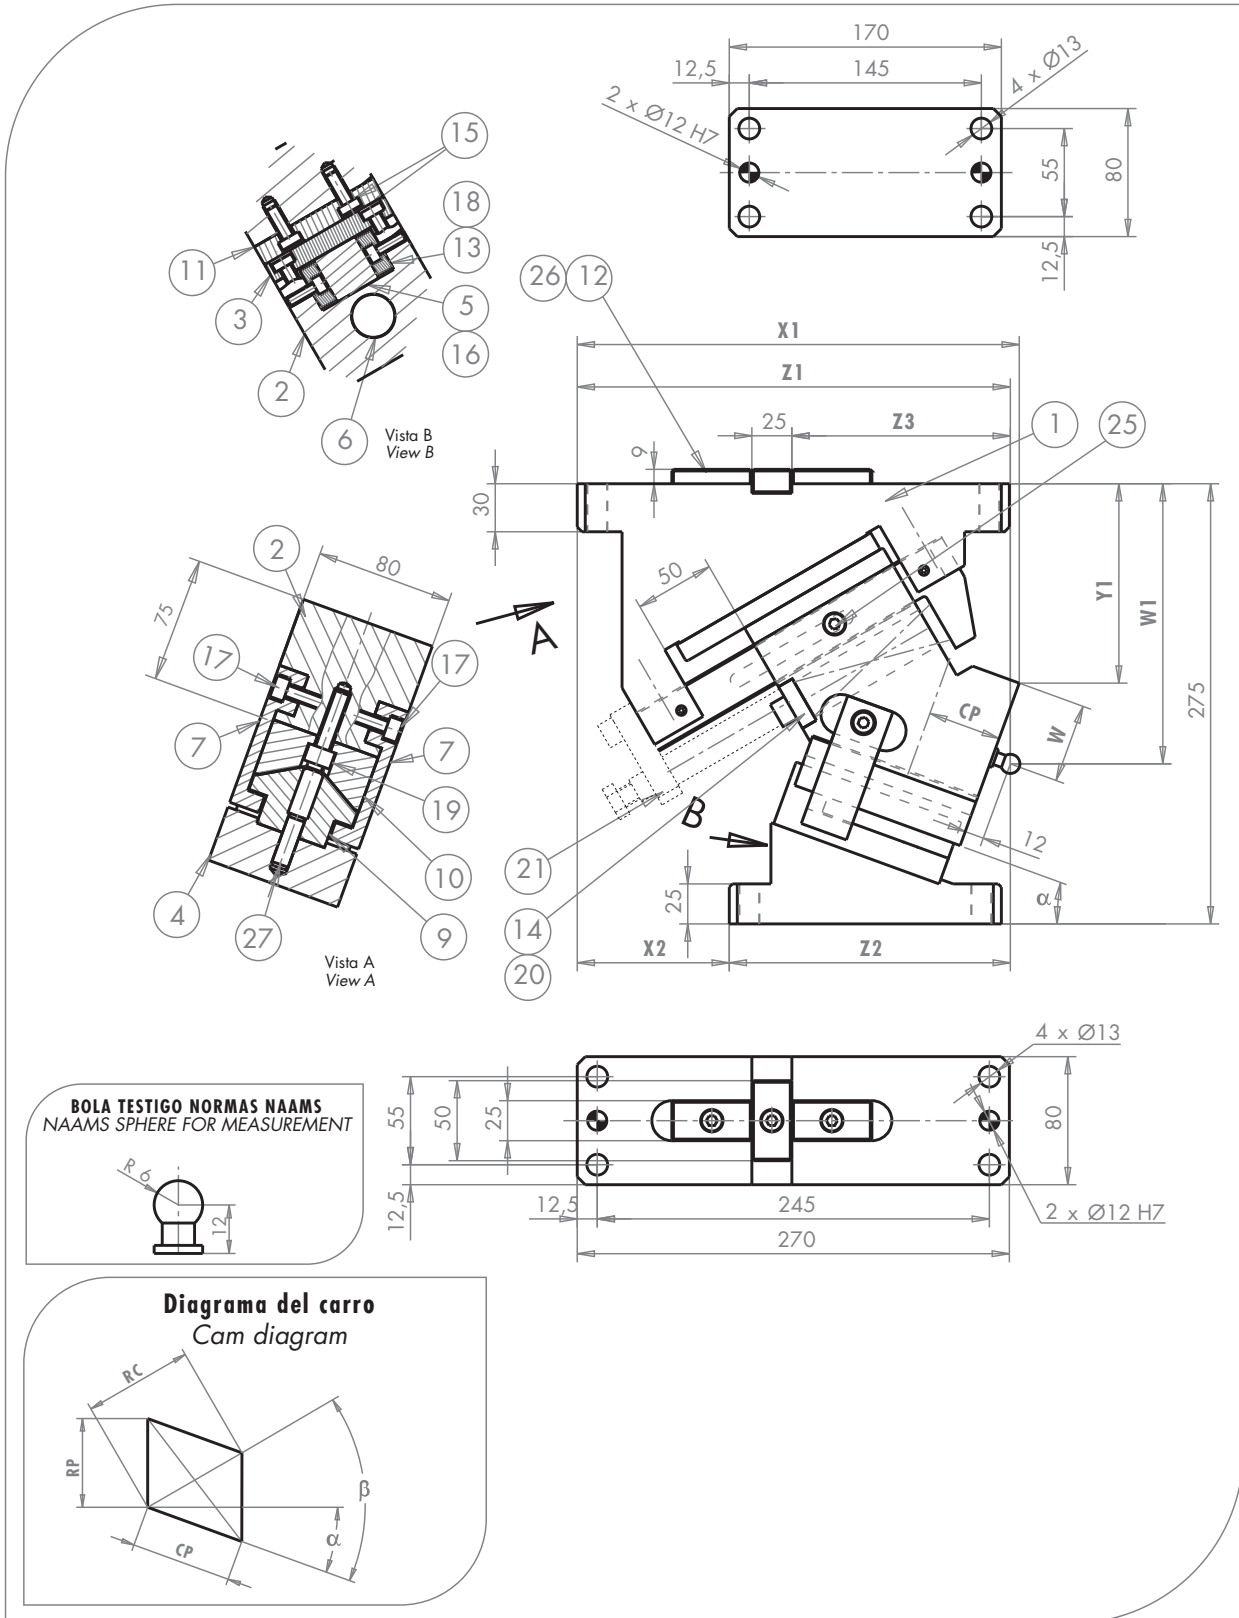 170
12,5
145
4 x Ø13
2 x Ø12 H7
55
80
12,5
15
18
13
11
3
5
16
2
6
Vista B
View B
26
12
X1
Z1
25
Z3
1
25
9
30
Y1
W1
275
50
A
CP
W
B
12
α
25
X2
Z2
21
14
20
2
80
75
17
17
7
7
19
10
4
27
9
Vista A
View A
4 x Ø13
55
50
25
80
12,5
12,5
245
2 x Ø12 H7
270
BOLA TESTIGO NORMAS NAAMS
NAAMS SPHERE FOR MEASUREMENT
R 6
12
Diagrama del carro
Cam diagram
RC
RP
β
α
CP